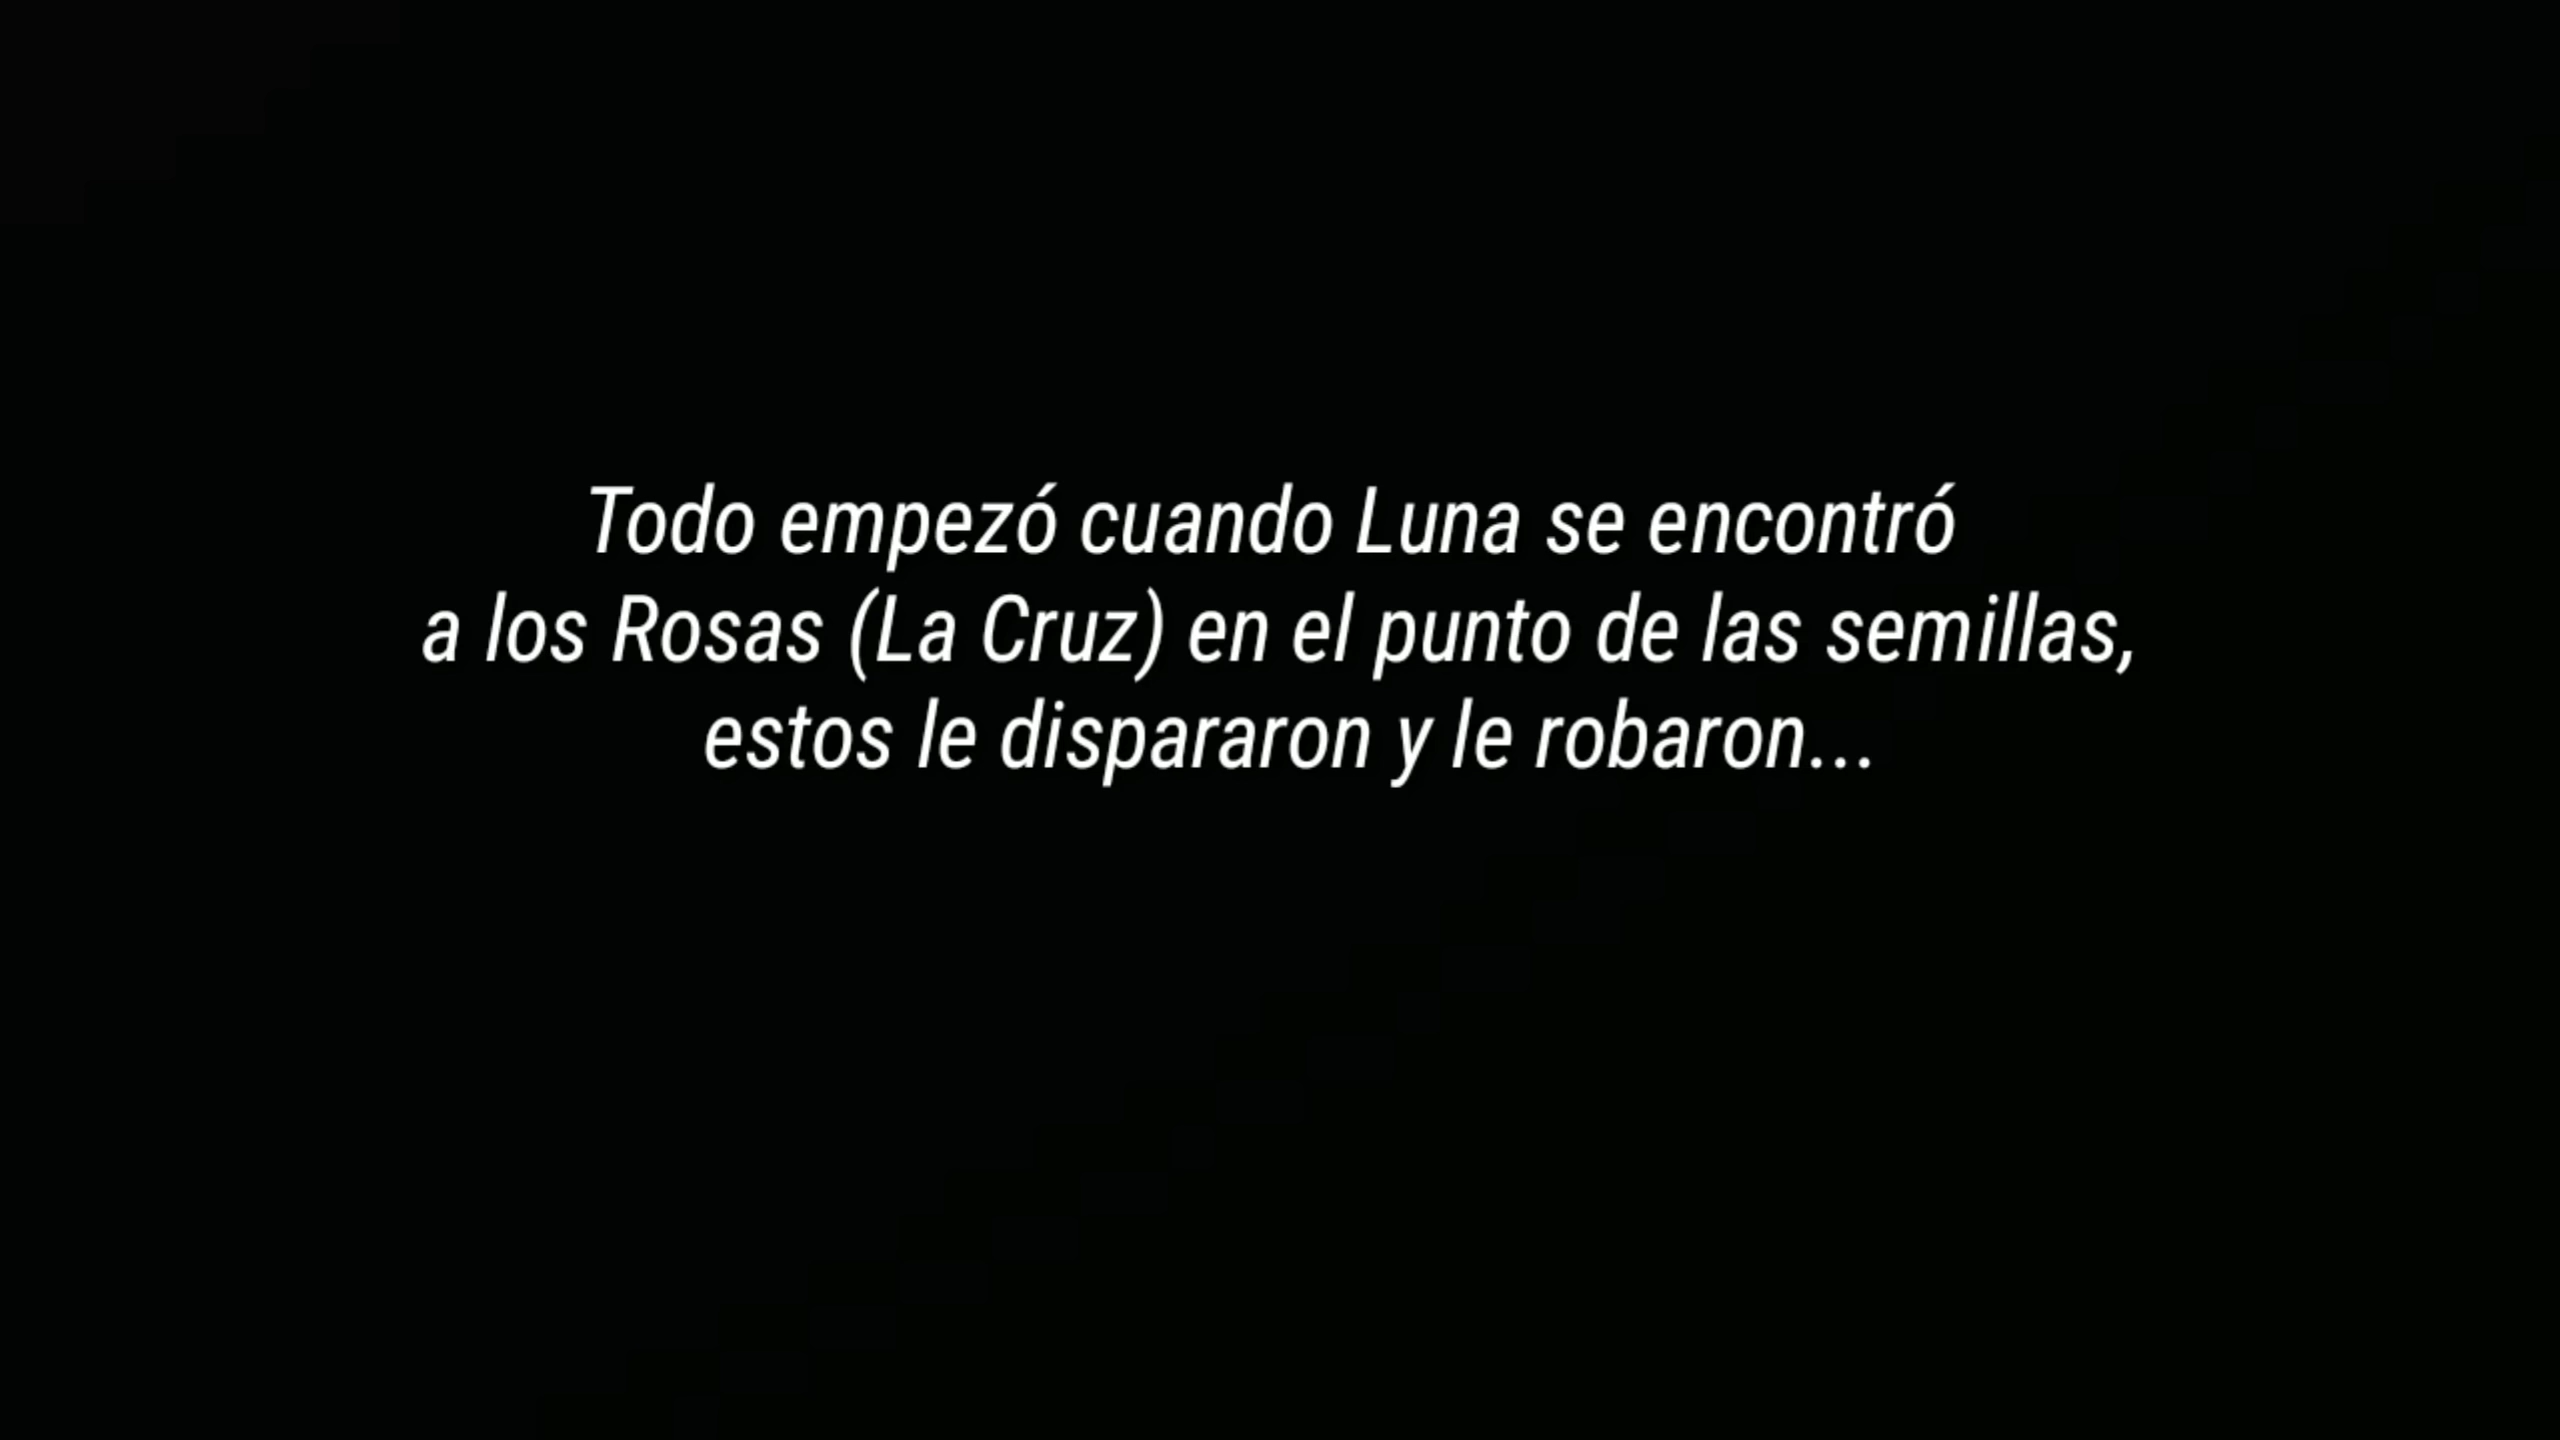 Todo empezó cuando Luna se encontró
a los Rosas (La Cruz) en el punto de las semillas,
estos le dispararon y le robaron...